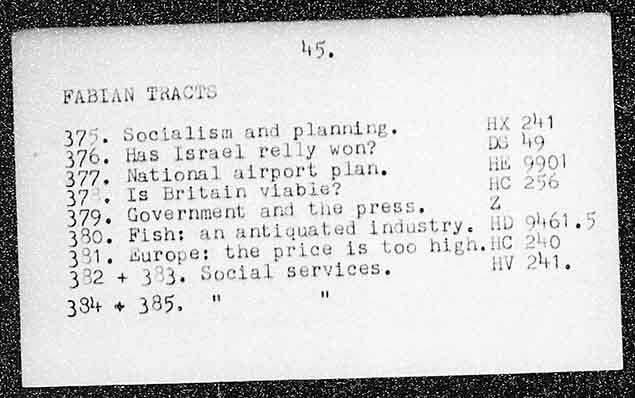 45.
FABIAN TRACTS
375. Socialism and planning. HX 241
376. Has Israel relly won? DS 49
377. National airport plan. HE 9901
378. Is Britain viable? HC 256
379. Government and the press. Z
380. Fish: an antiquated industry. HD 9461.5
381. Europe: the price is too high. HC 240
382 + 383. Social services. HV 241.
384 + 385. " "